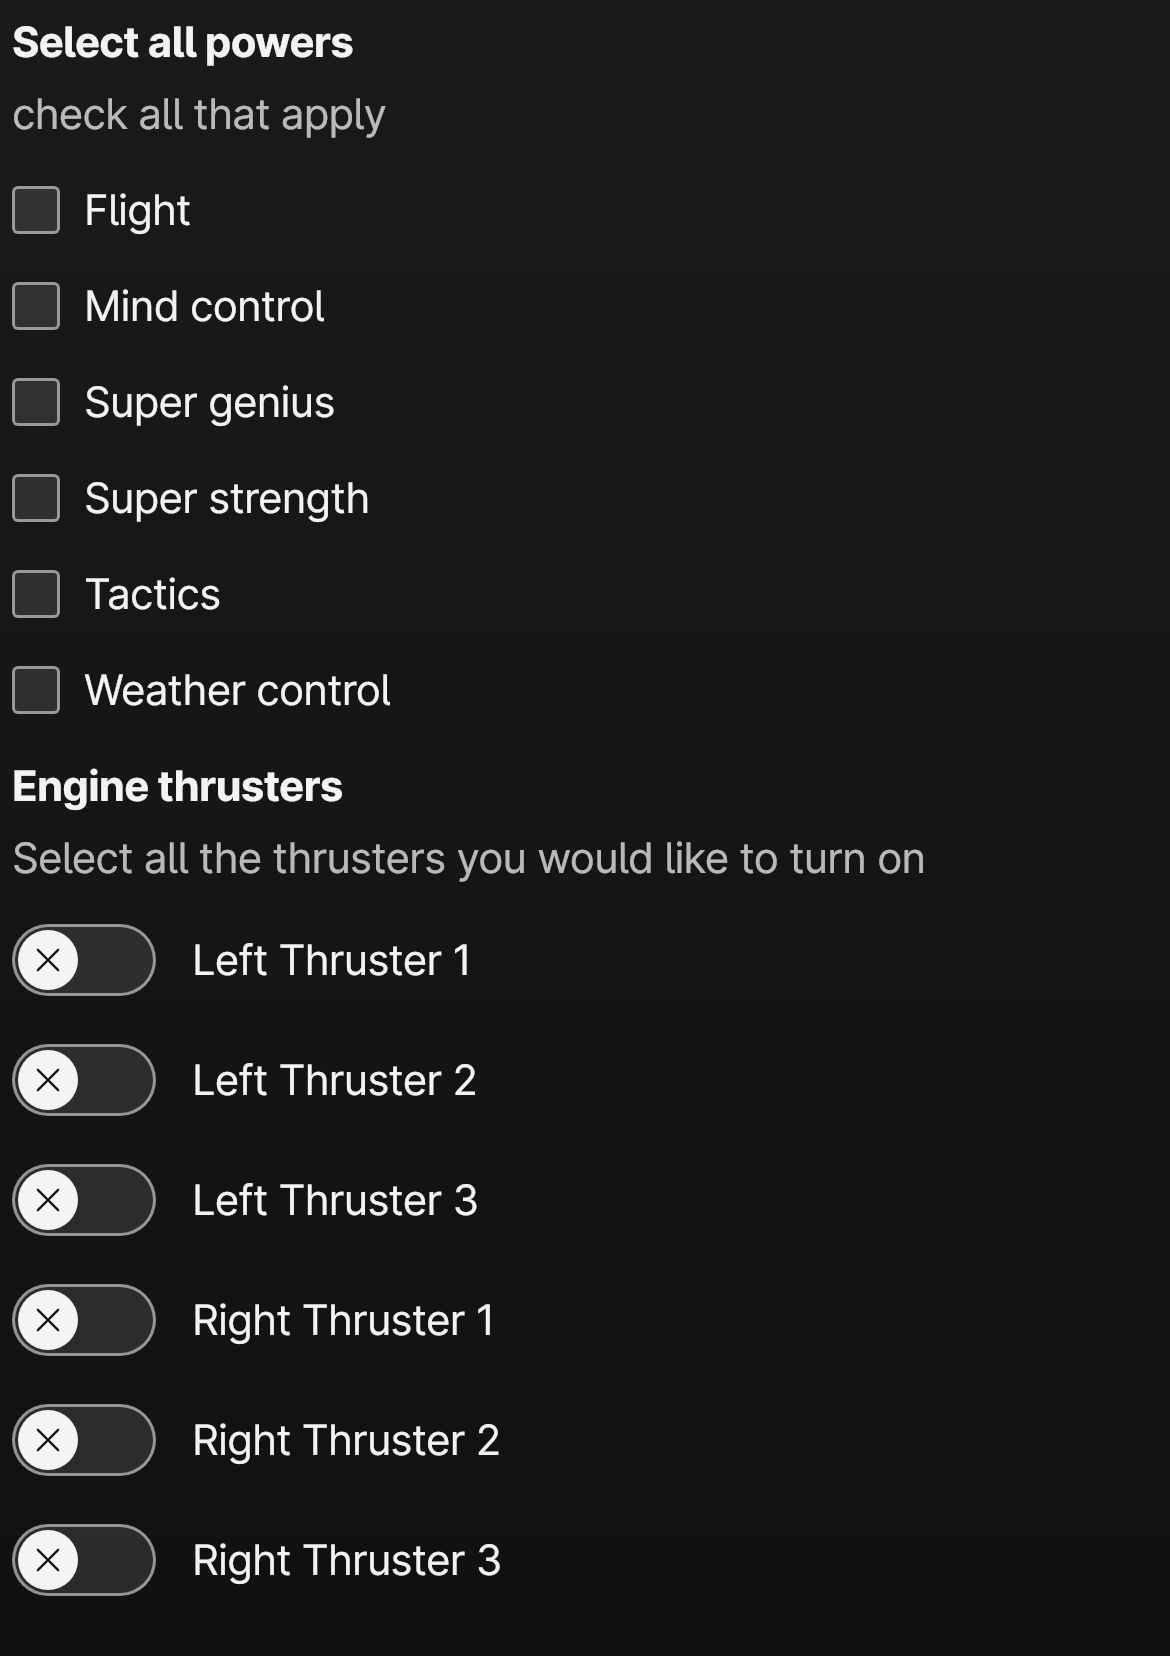 Select all powers
check all that apply
Flight
Mind control
Super genius
Super strength
Tactics
Weather control
Engine thrusters
Select all the thrusters you would like to turn on
Left Thruster 1
Left Thruster 2
Left Thruster 3
Right Thruster 1
Right Thruster 2
Right Thruster 3